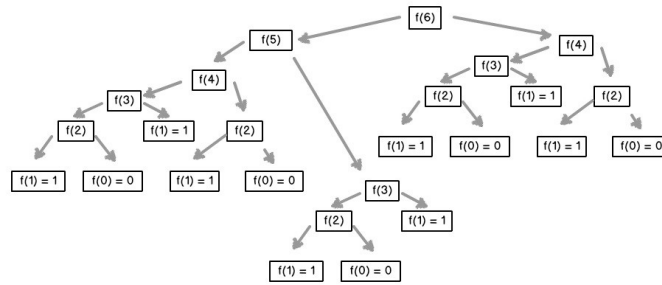 f(6)
f(5)
f(4)
f(4)
f(3)
f(3)
f(2)
f(1) = 1
f(2)
f(2)
f(1) = 1
f(2)
f(1) = 1
f(0) = 0
f(1) = 1
f(0) = 0
f(1) = 1
f(0) = 0
f(1) = 1
f(0) = 0
f(3)
f(2)
f(1) = 1
f(1) = 1
f(0) = 0